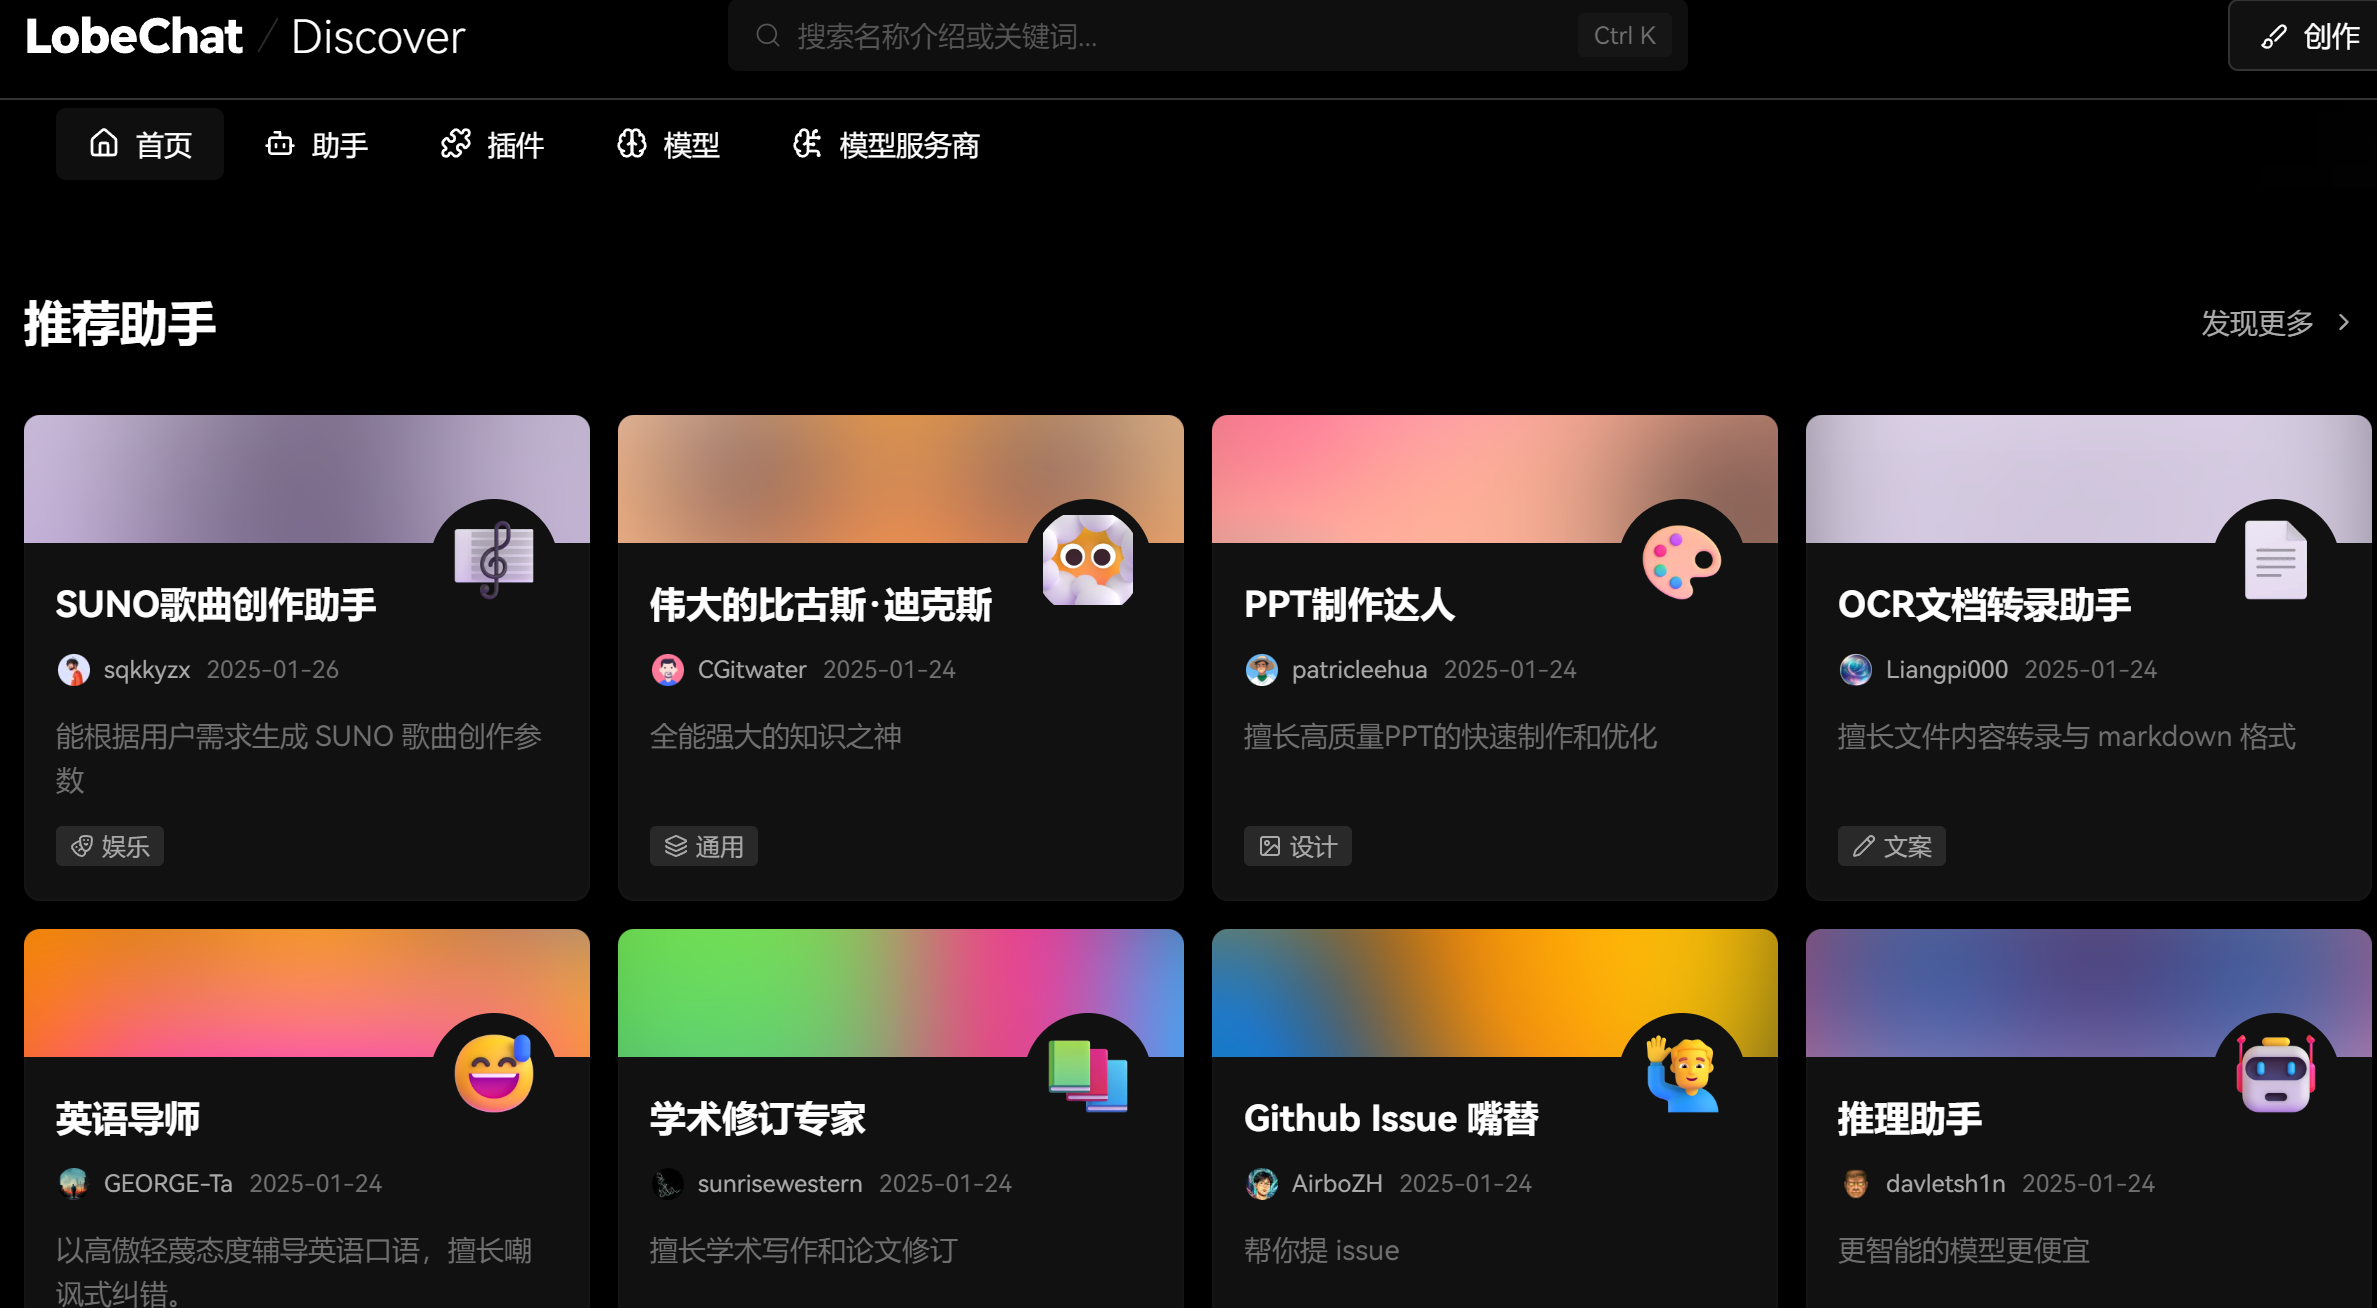 LobeChat / Discover
搜索名称介绍或关键词...
Ctrl K
创作
首页
助手
插件
模型
模型服务商
推荐助手
发现更多
SUNO歌曲创作助手
sqkkyzx 2025-01-26
能根据用户需求生成 SUNO 歌曲创作参
数
娱乐
伟大的比古斯·迪克斯
CGitwater 2025-01-24
全能强大的知识之神
通用
PPT制作达人
patricleehua 2025-01-24
擅长高质量PPT的快速制作和优化
设计
OCR文档转录助手
Liangpi000 2025-01-24
擅长文件内容转录与 markdown 格式
文案
英语导师
GEORGE-Ta 2025-01-24
以高傲轻蔑态度辅导英语口语，擅长嘲
讽式纠错。
学术修订专家
sunrisewestern 2025-01-24
擅长学术写作和论文修订
Github Issue 嘴替
AirboZH 2025-01-24
帮你提 issue
推理助手
davletsh1n 2025-01-24
更智能的模型更便宜